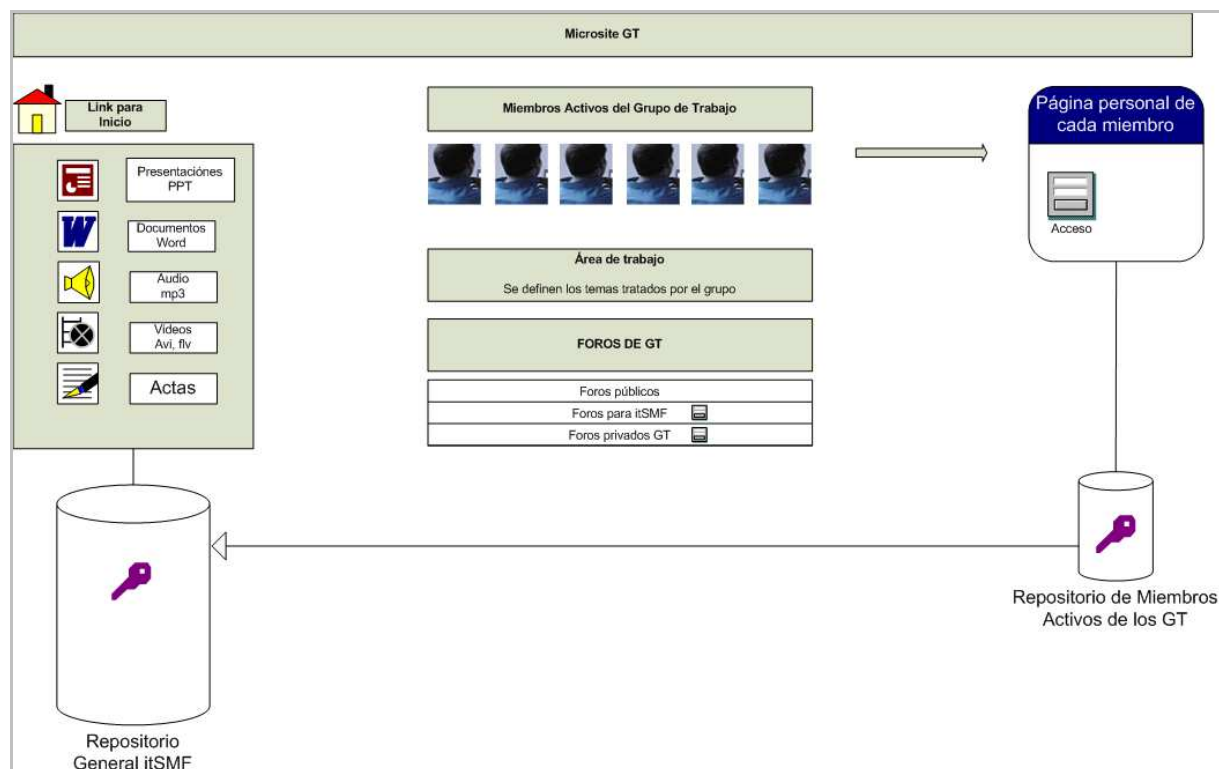 Microsite GT
Link para
Inicio
Presentaciónes
PPT
Documentos
Word
Audio
mp3
Videos
Avi, flv
Actas
Repositorio
General itSMF
Miembros Activos del Grupo de Trabajo
Área de trabajo
Se definen los temas tratados por el grupo
FOROS DE GT
Foros públicos
Foros para itSMF
Foros privados GT
Página personal de
cada miembro
Acceso
Repositorio de Miembros
Activos de los GT